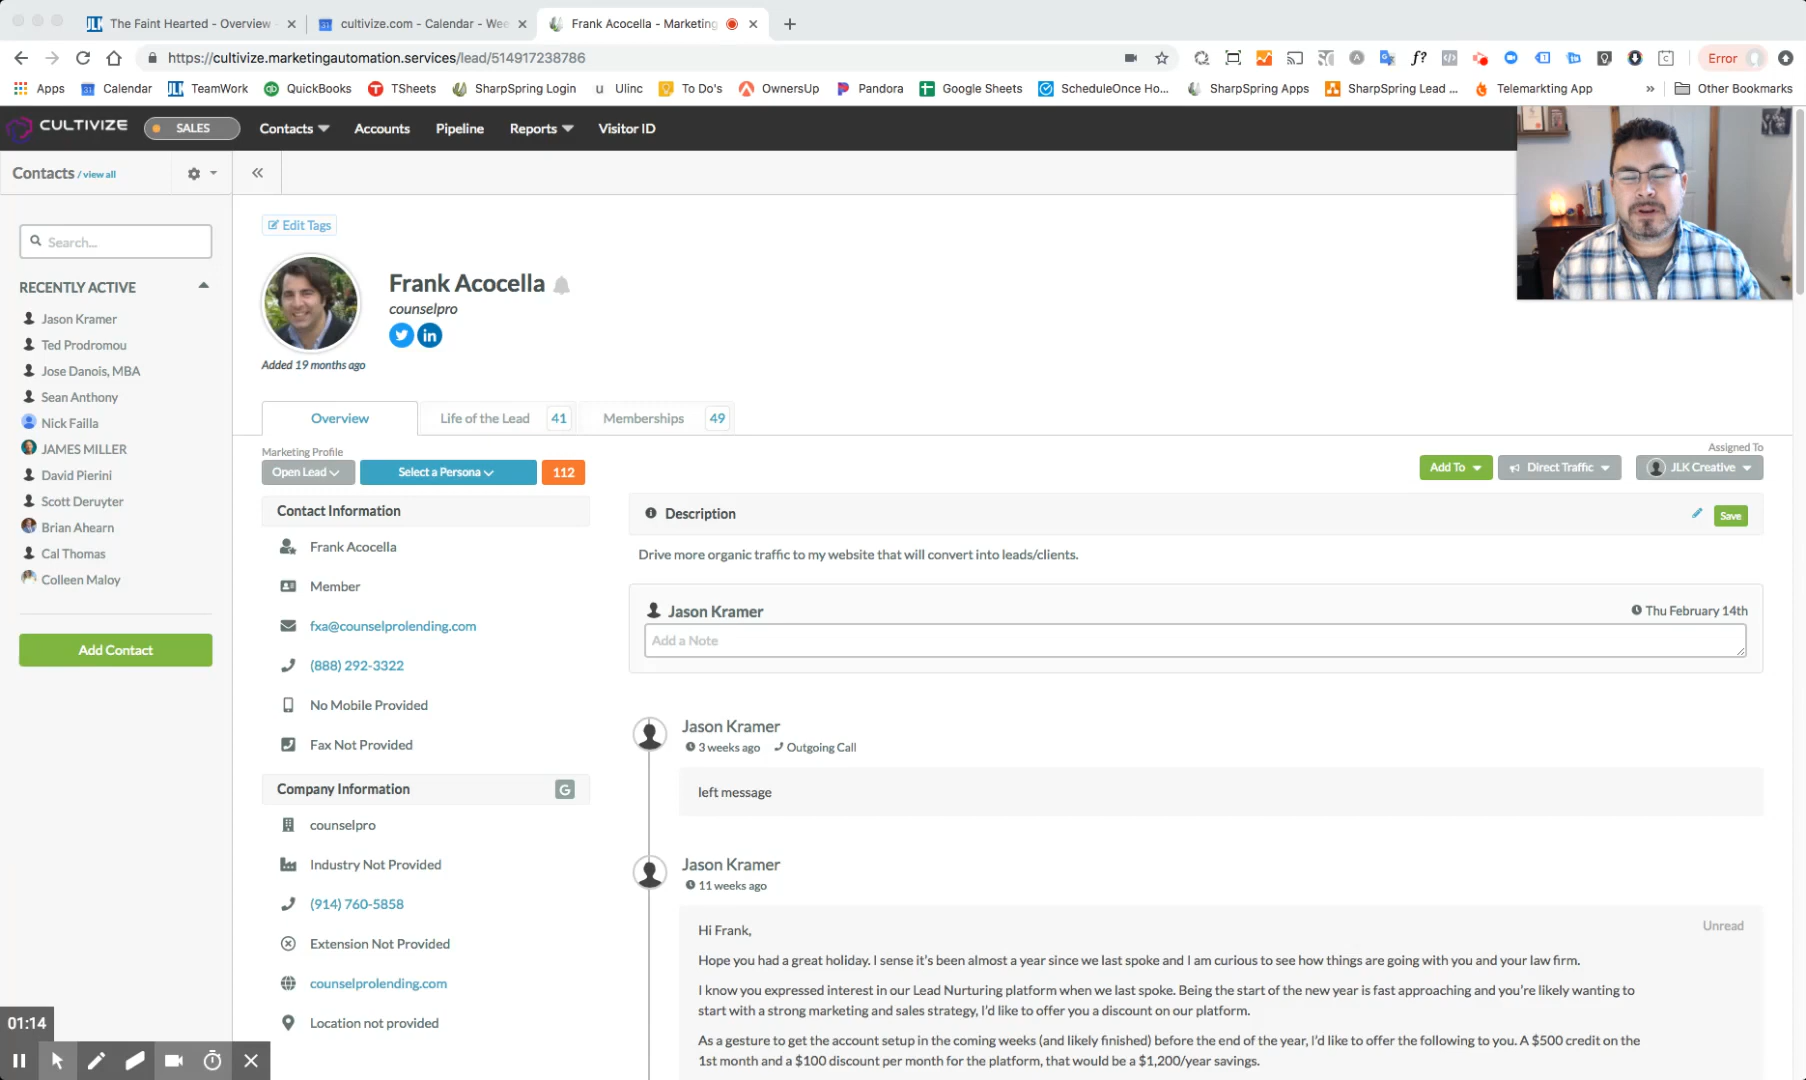 The Faint Hearted - Overview
cultivize.com - Calendar - Wee
Frank Acocella - Marketing
https://cultivize.marketingautomation.services/lead/514917238786
f?
Error
Apps
Calendar
TeamWork
QuickBooks
TSheets
SharpSpring Login
Ulinc
To Do's
OwnersUp
Pandora
Google Sheets
ScheduleOnce Ho...
SharpSpring Apps
SharpSpring Lead ...
Telemarkting App
»
Other Bookmarks
CULTIVIZE
SALES
Contacts
Accounts
Pipeline
Reports
Visitor ID
Contacts / view all
Search...
RECENTLY ACTIVE
Jason Kramer
Ted Prodromou
Jose Danois, MBA
Sean Anthony
Nick Failla
JAMES MILLER
David Pierini
Scott Deruyter
Brian Ahearn
Cal Thomas
Colleen Maloy
Add Contact
Edit Tags
Frank Acocella
counselpro
Added 19 months ago
Overview
Life of the Lead 41
Memberships 49
Marketing Profile
Open Lead
Select a Persona
112
Assigned To
Add To
Direct Traffic
JLK Creative
Contact Information
Frank Acocella
Member
fxa@counselprolending.com
(888) 292-3322
No Mobile Provided
Fax Not Provided
Company Information
G
counselpro
Industry Not Provided
(914) 760-5858
Extension Not Provided
counselprolending.com
Location not provided
Description
Save
Drive more organic traffic to my website that will convert into leads/clients.
Jason Kramer
Thu February 14th
Add a Note
Jason Kramer
3 weeks ago Outgoing Call
left message
Jason Kramer
11 weeks ago
Unread
Hi Frank,
Hope you had a great holiday. I sense it's been almost a year since we last spoke and I am curious to see how things are going with you and your law firm.
I know you expressed interest in our Lead Nurturing platform when we last spoke. Being the start of the new year is fast approaching and you're likely wanting to
start with a strong marketing and sales strategy, I'd like to offer you a discount on our platform.
As a gesture to get the account setup in the coming weeks (and likely finished) before the end of the year, I'd like to offer the following to you. A $500 credit on the
1st month and a $100 discount per month for the platform, that would be a $1,200/year savings.
01:14